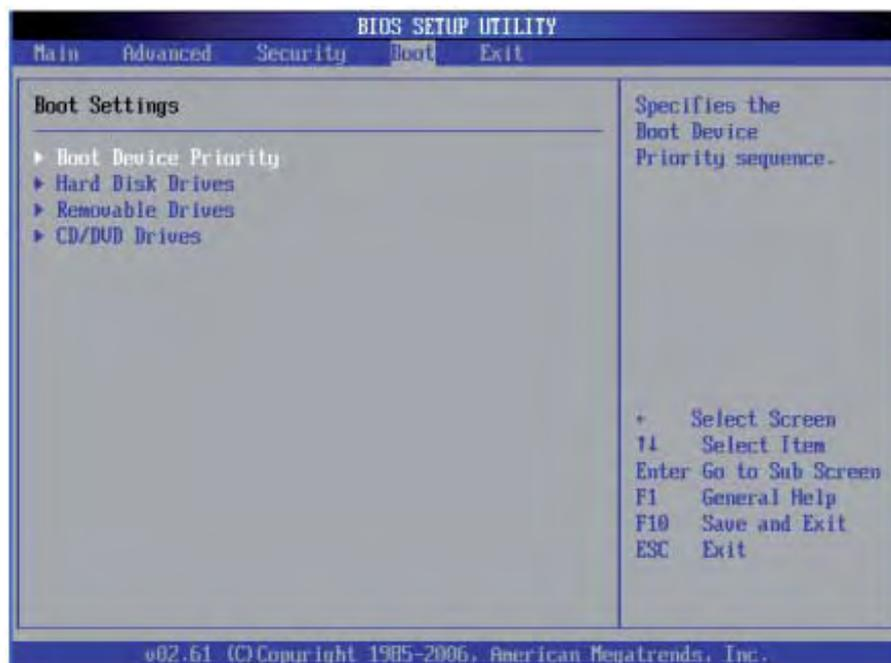 BIOS SETUP UTILITY
Main Advanced Security Boot Exit
Boot Settings
▶ Boot Device Priority
▶ Hard Disk Drives
▶ Removable Drives
▶ CD/DVD Drives
Specifies the
Boot Device
Priority sequence.
+ Select Screen
↑↓ Select Item
Enter Go to Sub Screen
F1 General Help
F10 Save and Exit
ESC Exit
v02.61 (C)Copyright 1985-2006, American Megatrends, Inc.